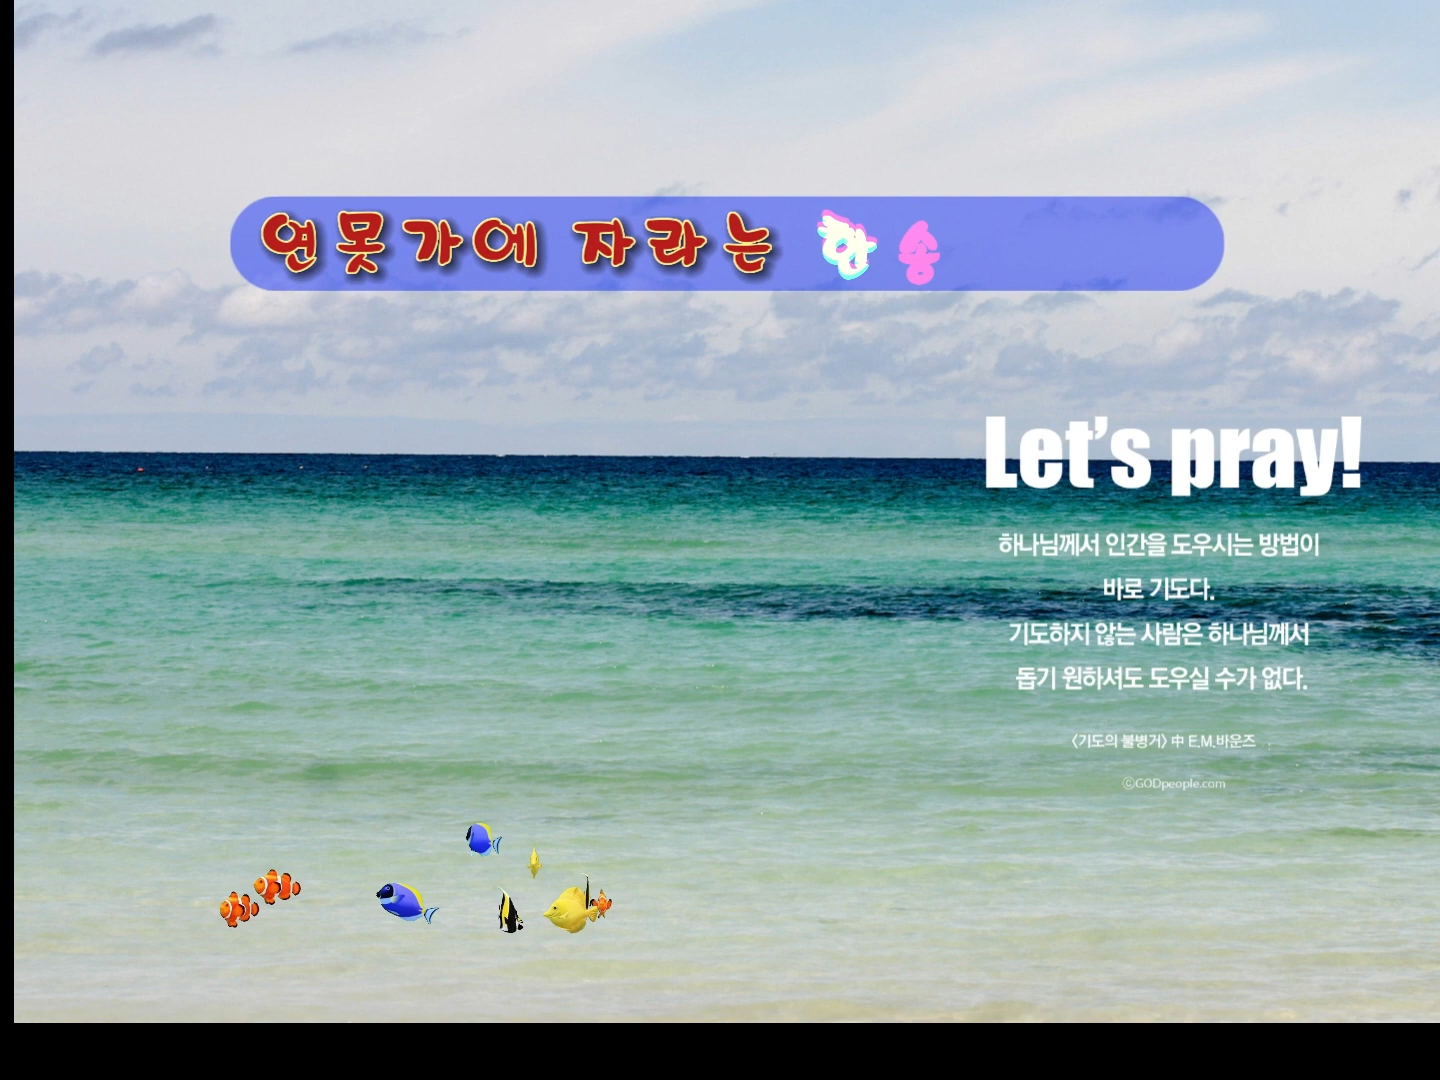 연못가에 자라는 한 송
Let's pray!
하나님께서 인간을 도우시는 방법이
바로 기도다.
기도하지 않는 사람은 하나님께서
돕기 원하셔도 도우실 수가 없다.
〈기도의 불병거〉 中 E.M.바운즈
ⓒGODpeople.com